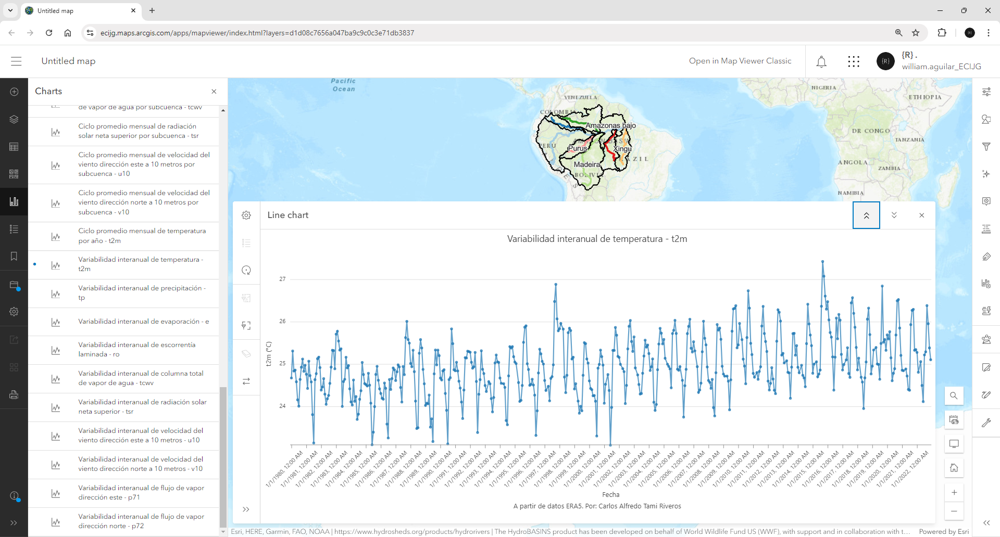 Untitled map
ecijg.maps.arcgis.com/apps/mapviewer/index.html?layers=d1d08c7656a047ba9c9c0c3e71db3837
Untitled map
Open in Map Viewer Classic
{R}
{R} .
william.aguilar_ECIJG
Charts
de vapor de agua por subcuenca - tcwv
Ciclo promedio mensual de radiación
solar neta superior por subcuenca - tsr
Ciclo promedio mensual de velocidad del
viento dirección este a 10 metros por
subcuenca - u10
Ciclo promedio mensual de velocidad del
viento dirección norte a 10 metros por
subcuenca - v10
Ciclo promedio mensual de temperatura
por año - t2m
Variabilidad interanual de temperatura -
t2m
Variabilidad interanual de precipitación -
tp
Variabilidad interanual de evaporación - e
Variabilidad interanual de escorrentía
laminada - ro
Variabilidad interanual de columna total
de vapor de agua - tcwv
Variabilidad interanual de radiación solar
neta superior - tsr
Variabilidad interanual de velocidad del
viento dirección este a 10 metros - u10
Variabilidad interanual de velocidad del
viento dirección norte a 10 metros - v10
Variabilidad interanual de flujo de vapor
dirección este - p71
Variabilidad interanual de flujo de vapor
dirección norte - p72
Pacific
Ocean
VENEZUELA
COLOMBIA
Amazonas bajo
PERU
Purus
Xingu
Madeira
BRAZIL
BOLIVIA
NIGERIA
ETHIOPIA
DR CONGO
TANZANIA
ANGOLA
ZAMBIA
NAMIBIA
Line chart
Variabilidad interanual de temperatura - t2m
t2m (°C)
27
26
25
24
1/1/1980, 12:00 AM
1/1/1981, 12:00 AM
1/1/1982, 12:00 AM
1/1/1983, 12:00 AM
1/1/1984, 12:00 AM
1/1/1985, 12:00 AM
1/1/1986, 12:00 AM
1/1/1987, 12:00 AM
1/1/1988, 12:00 AM
1/1/1989, 12:00 AM
1/1/1990, 12:00 AM
1/1/1991, 12:00 AM
1/1/1992, 12:00 AM
1/1/1993, 12:00 AM
1/1/1994, 12:00 AM
1/1/1995, 12:00 AM
1/1/1996, 12:00 AM
1/1/1997, 12:00 AM
1/1/1998, 12:00 AM
1/1/1999, 12:00 AM
1/1/2000, 12:00 AM
1/1/2001, 12:00 AM
1/1/2002, 12:00 AM
1/1/2003, 12:00 AM
1/1/2004, 12:00 AM
1/1/2005, 12:00 AM
1/1/2006, 12:00 AM
1/1/2007, 12:00 AM
1/1/2008, 12:00 AM
1/1/2009, 12:00 AM
1/1/2010, 12:00 AM
1/1/2011, 12:00 AM
1/1/2012, 12:00 AM
1/1/2013, 12:00 AM
1/1/2014, 12:00 AM
1/1/2015, 12:00 AM
1/1/2016, 12:00 AM
1/1/2017, 12:00 AM
1/1/2018, 12:00 AM
1/1/2019, 12:00 AM
1/1/2020, 12:00 AM
1/1/2021, 12:00 AM
1/1/2022, 12:00 AM
Fecha
A partir de datos ERA5. Por: Carlos Alfredo Tami Riveros
Esri, HERE, Garmin, FAO, NOAA | https://www.hydrosheds.org/products/hydrorivers | The HydroBASINS product has been developed on behalf of World Wildlife Fund US (WWF), with support and in collaboration with t...
Powered by Esri